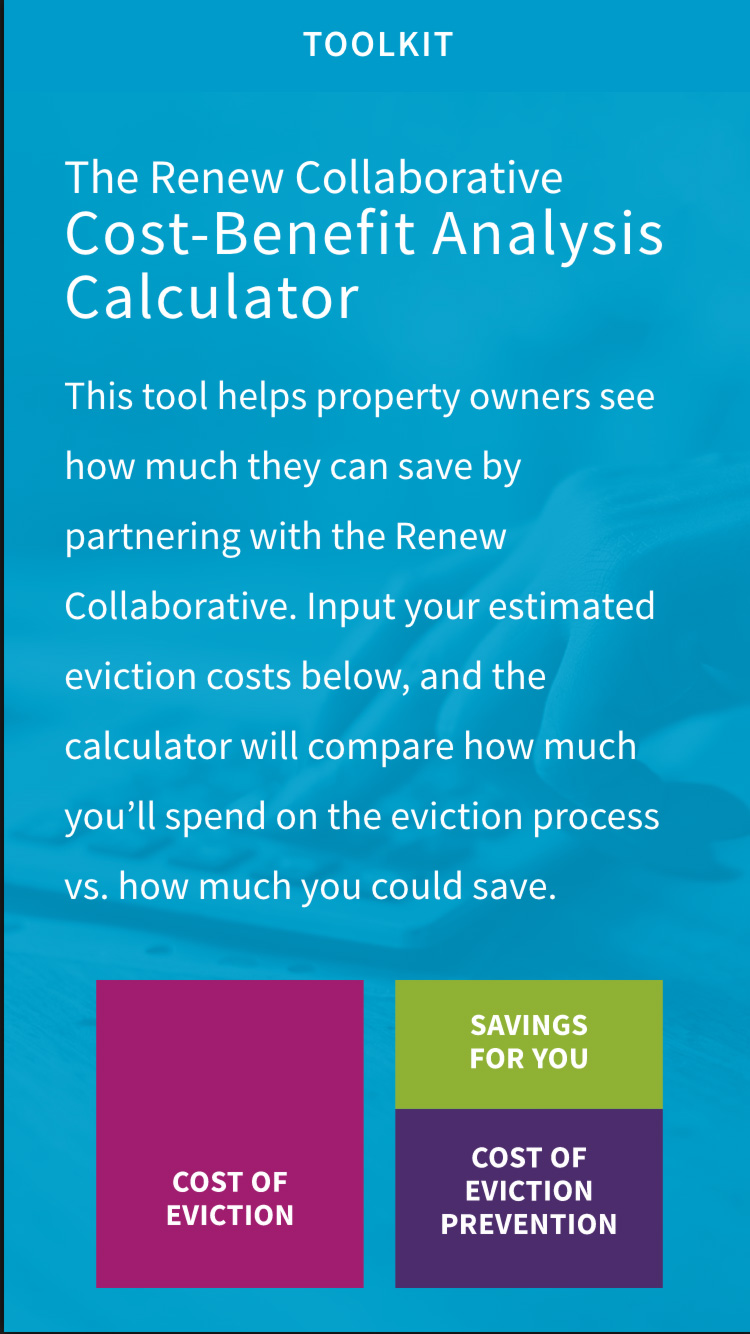 TOOLKIT
The Renew Collaborative
Cost-Benefit Analysis
Calculator
This tool helps property owners see
how much they can save by
partnering with the Renew
Collaborative. Input your estimated
eviction costs below, and the
calculator will compare how much
you’ll spend on the eviction process
vs. how much you could save.
COST OF
EVICTION
SAVINGS
FOR YOU
COST OF
EVICTION
PREVENTION